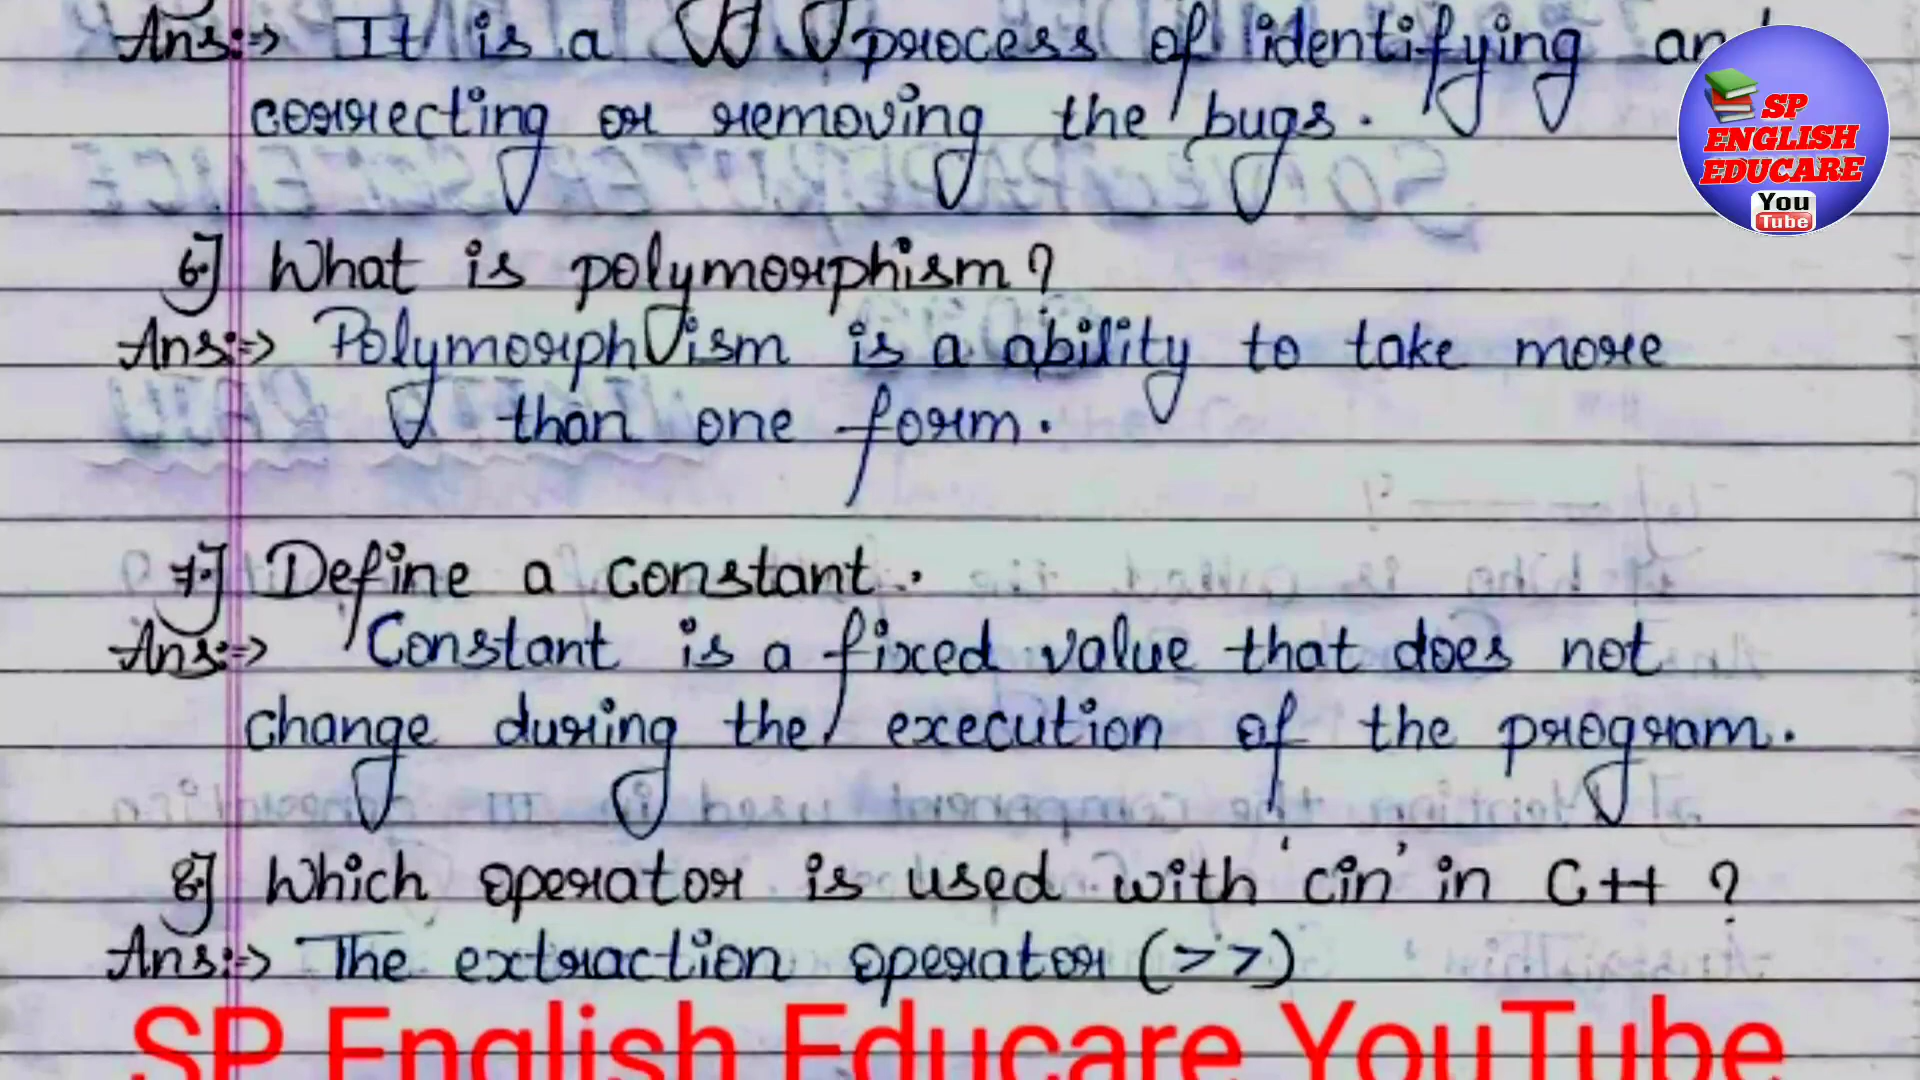 Ans:-> It is a process of identifying an
correcting or removing the bugs.
6.] What is polymorphism?
Ans:-> Polymorphism is a ability to take more
than one form.
7.] Define a constant.
Ans:-> Constant is a fixed value that does not
change during the execution of the program.
8.] Which operator is used with 'cin' in C++ ?
Ans:-> The extraction operator (>>)
SP English Educare YouTube
SP
ENGLISH
EDUCARE
You
Tube